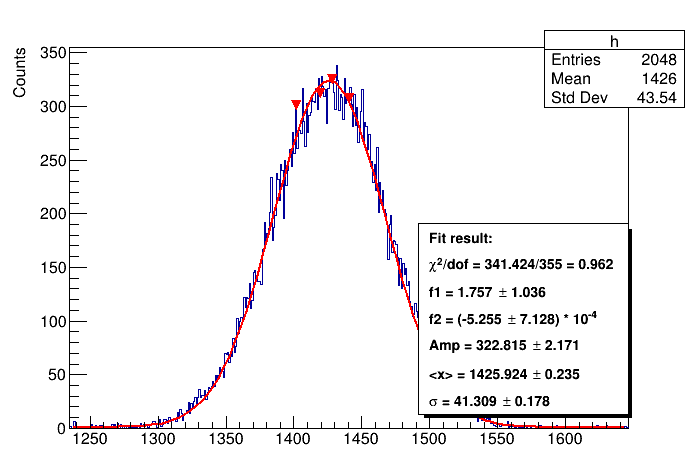 h
Entries 2048
Mean 1426
Std Dev 43.54
Counts
350
300
250
200
150
100
50
0
Fit result:
χ²/dof = 341.424/355 = 0.962
f1 = 1.757 ± 1.036
f2 = (-5.255 ± 7.128) * 10⁻⁴
Amp = 322.815 ± 2.171
<x> = 1425.924 ± 0.235
σ = 41.309 ± 0.178
1250 1300 1350 1400 1450 1500 1550 1600